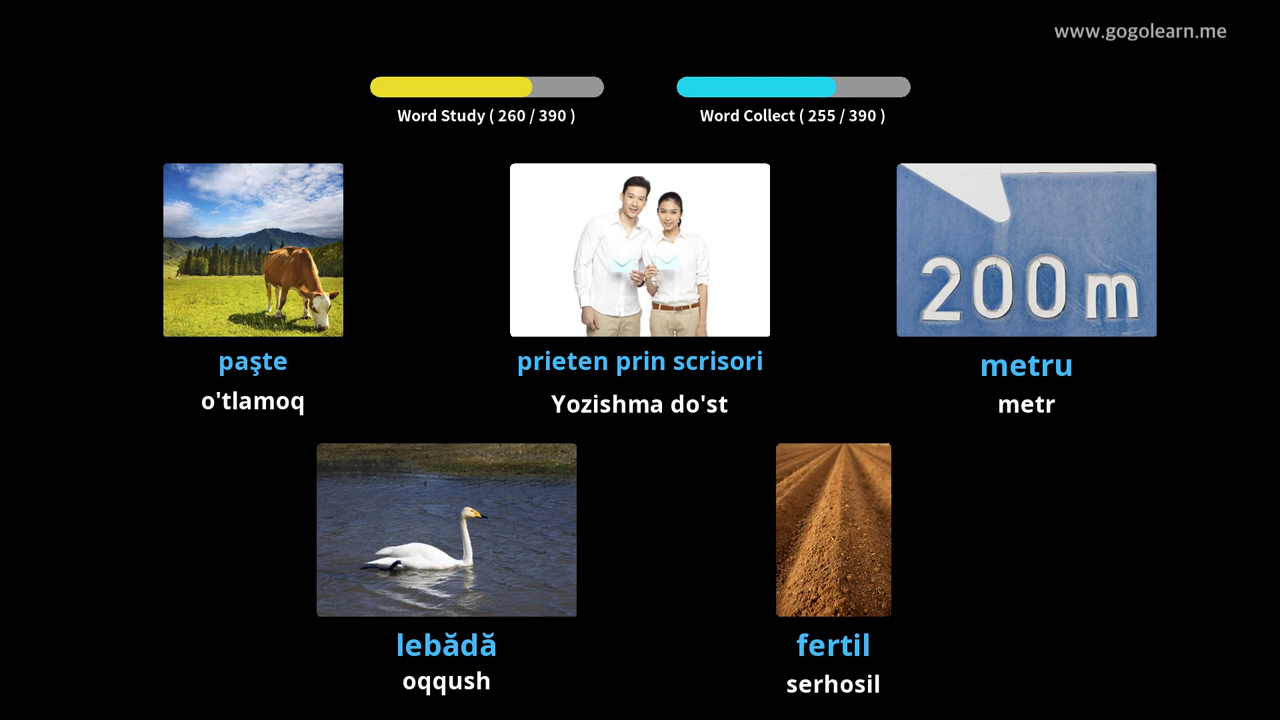 www.gogolearn.me
Word Study ( 260 / 390 )
Word Collect ( 255 / 390 )
200 m
paşte
o'tlamoq
prieten prin scrisori
Yozishma do'st
metru
metr
lebădă
oqqush
fertil
serhosil